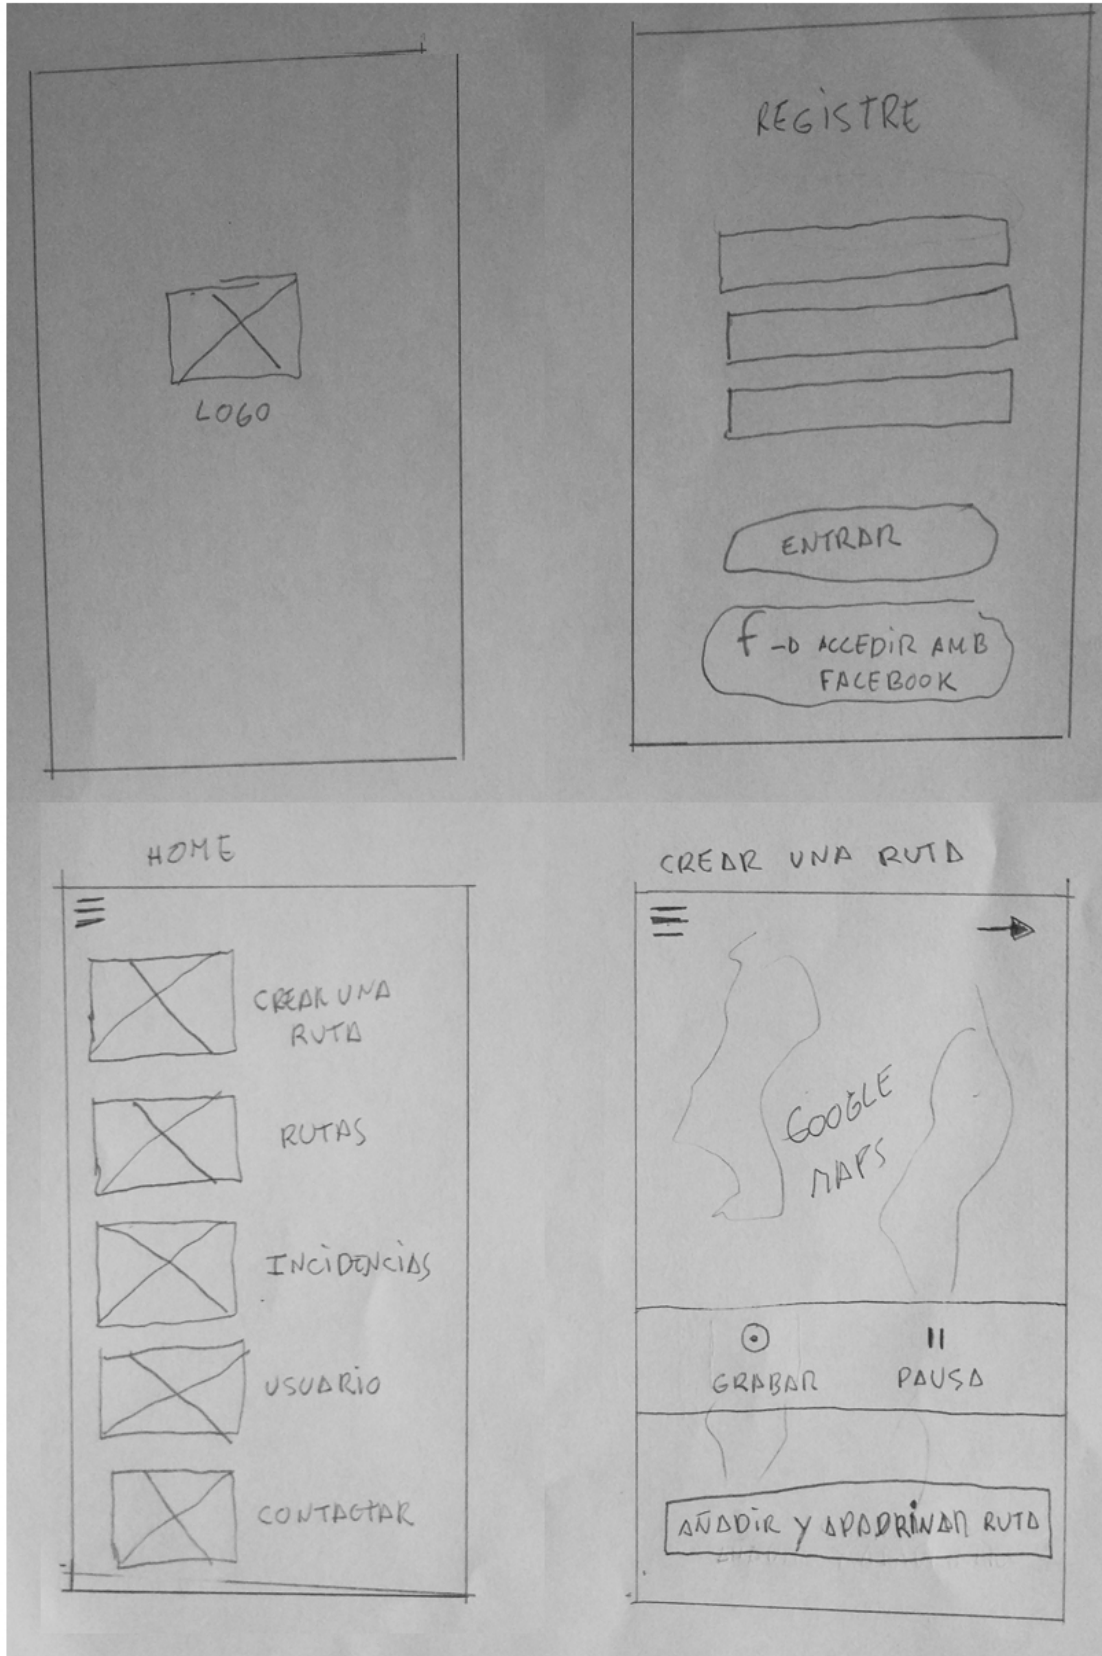 LOGO
REGISTRE
ENTRAR
f ACCEDIR AMB
FACEBOOK
HOME
CREAR UNA
RUTA
RUTAS
INCIDENCIAS
USUARIO
CONTACTAR
CREAR UNA RUTA
GOOGLE
MAPS
GRABAR
PAUSA
AÑADIR Y APADRINAR RUTA